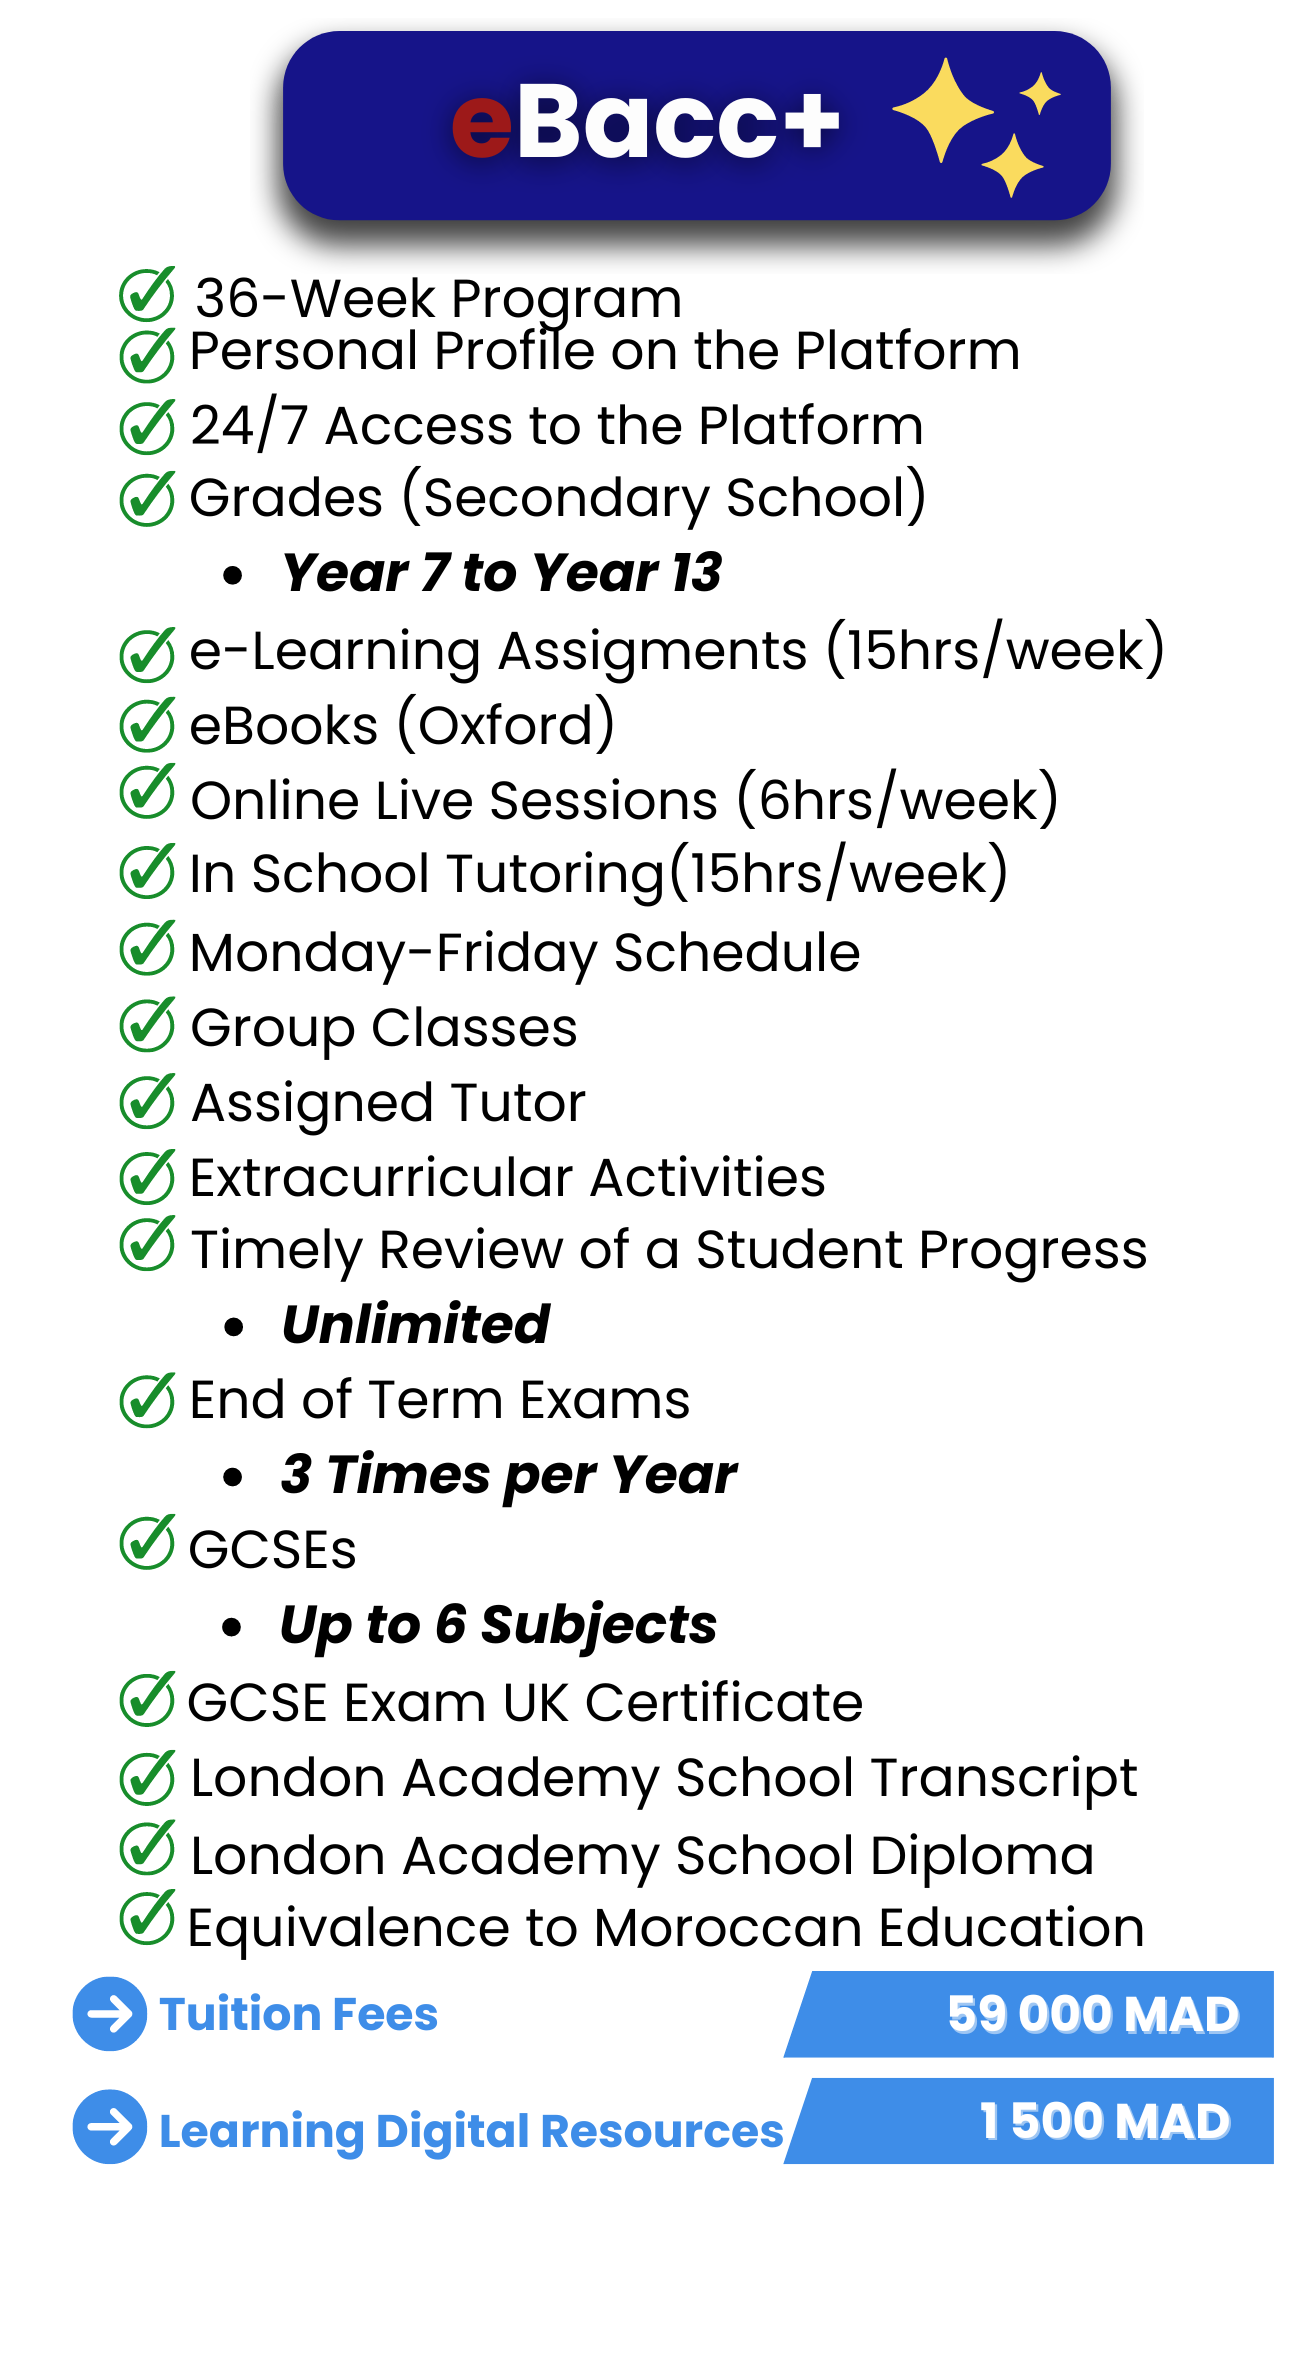 eBacc+
36-Week Program
Personal Profile on the Platform
24/7 Access to the Platform
Grades (Secondary School)
• Year 7 to Year 13
e-Learning Assigments (15hrs/week)
eBooks (Oxford)
Online Live Sessions (6hrs/week)
In School Tutoring(15hrs/week)
Monday-Friday Schedule
Group Classes
Assigned Tutor
Extracurricular Activities
Timely Review of a Student Progress
• Unlimited
End of Term Exams
• 3 Times per Year
GCSEs
• Up to 6 Subjects
GCSE Exam UK Certificate
London Academy School Transcript
London Academy School Diploma
Equivalence to Moroccan Education
Tuition Fees 59 000 MAD
Learning Digital Resources 1 500 MAD